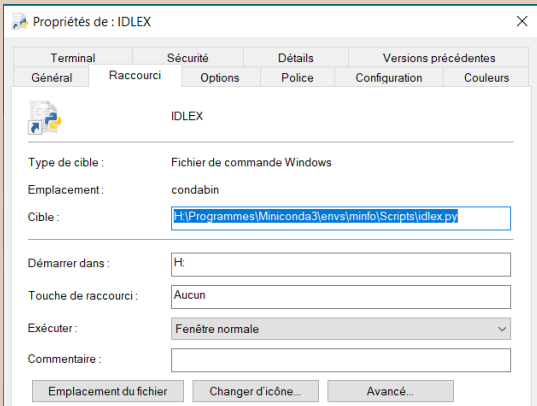 Propriétés de : IDLEX
Terminal Sécurité Détails Versions précédentes
Général Raccourci Options Police Configuration Couleurs
IDLEX
Type de cible : Fichier de commande Windows
Emplacement : condabin
Cible : H:\Programmes\Miniconda3\envs\minfo\Scripts\idlex.py
Démarrer dans : H:
Touche de raccourci : Aucun
Exécuter : Fenêtre normale
Commentaire :
Emplacement du fichier Changer d'icône... Avancé...